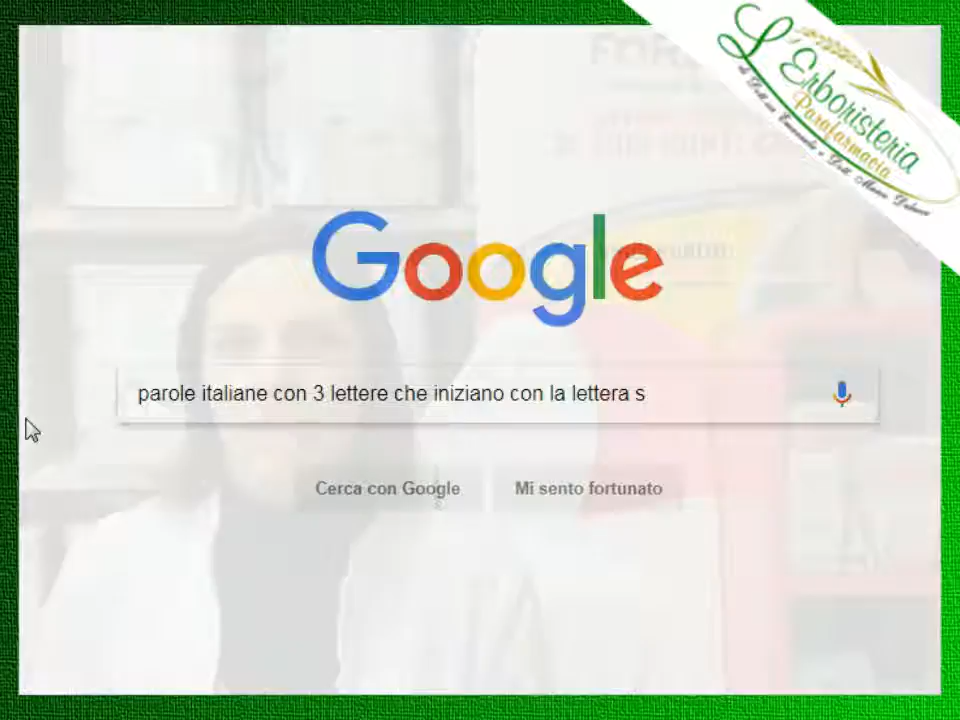 L'Erboristeria
Parafarmacia
Google
parole italiane con 3 lettere che iniziano con la lettera s
Cerca con Google
Mi sento fortunato